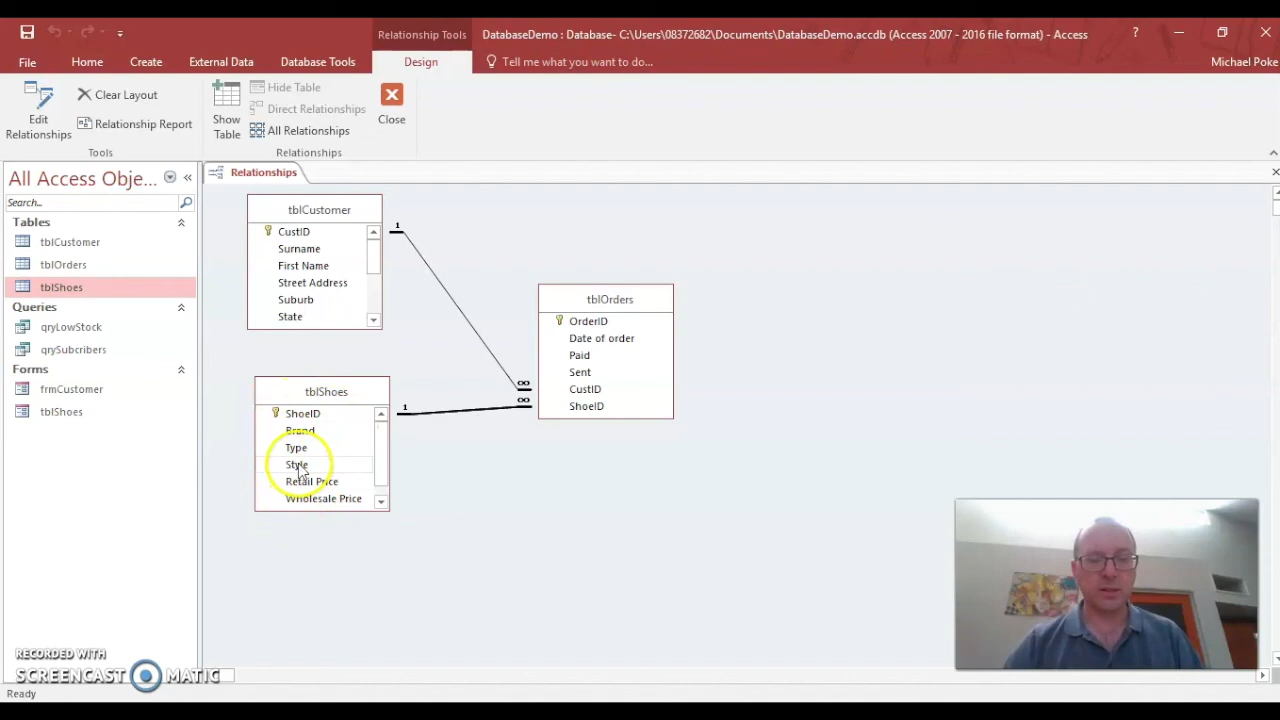 Relationship Tools
DatabaseDemo : Database- C:\Users\08372682\Documents\DatabaseDemo.accdb (Access 2007 - 2016 file format) - Access
?
File
Home
Create
External Data
Database Tools
Design
Tell me what you want to do...
Michael Poke
Edit
Relationships
Clear Layout
Relationship Report
Tools
Show
Table
Hide Table
Direct Relationships
All Relationships
Close
Relationships
All Access Obje...
Search...
Tables
tblCustomer
tblOrders
tblShoes
Queries
qryLowStock
qrySubcribers
Forms
frmCustomer
tblShoes
Relationships
tblCustomer
CustID
Surname
First Name
Street Address
Suburb
State
1
∞
tblShoes
ShoeID
Brand
Type
Style
Retail Price
Wholesale Price
1
∞
tblOrders
OrderID
Date of order
Paid
Sent
CustID
ShoeID
RECORDED WITH
SCREENCAST MATIC
Ready